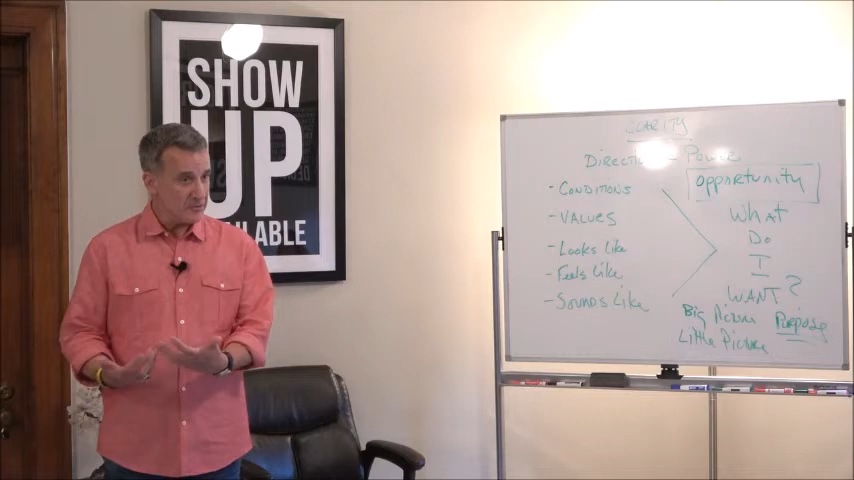 SHOW
UP
AVAILABLE
CLARITY
DIRECTION - POWER
opportunity
- CONDITIONS
- VALUES
- Looks Like
- Feels Like
- Sounds Like
WHAT
Do
I
WANT?
Big Picture Purpose
Little Picture